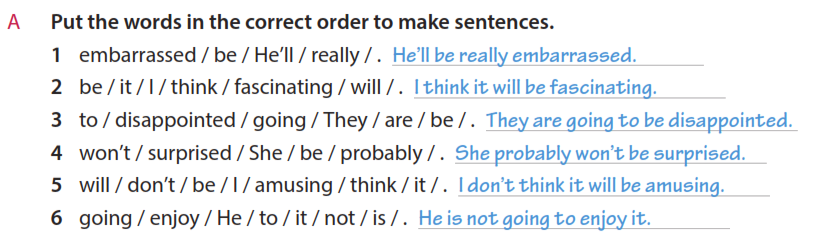 A Put the words in the correct order to make sentences.
1 embarrassed / be / He’ll / really / . He’ll be really embarrassed.
2 be / it / I / think / fascinating / will / . I think it will be fascinating.
3 to / disappointed / going / They / are / be / . They are going to be disappointed.
4 won’t / surprised / She / be / probably / . She probably won’t be surprised.
5 will / don’t / be / I / amusing / think / it / . I don’t think it will be amusing.
6 going / enjoy / He / to / it / not / is / . He is not going to enjoy it.